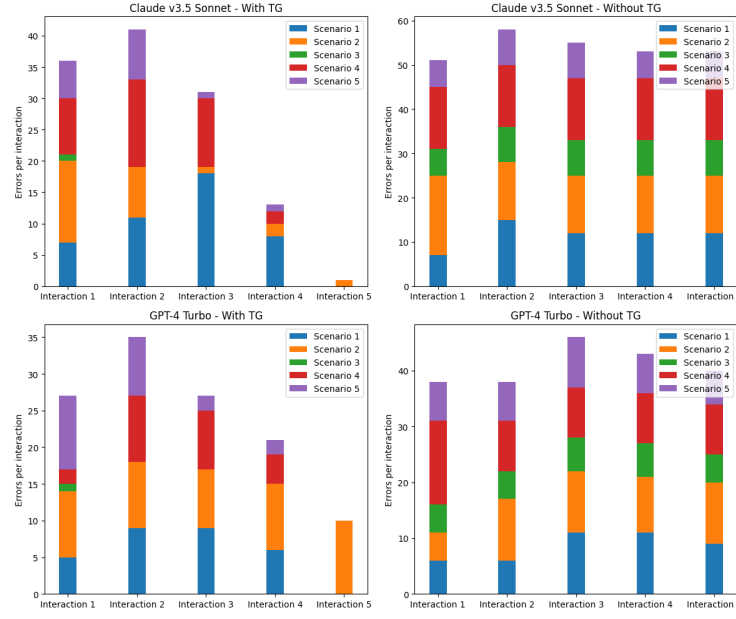 Claude v3.5 Sonnet - With TG
Errors per interaction
40
35
30
25
20
15
10
5
0
Scenario 1
Scenario 2
Scenario 3
Scenario 4
Scenario 5
Interaction 1 Interaction 2 Interaction 3 Interaction 4 Interaction 5
Claude v3.5 Sonnet - Without TG
Errors per interaction
60
50
40
30
20
10
0
Scenario 1
Scenario 2
Scenario 3
Scenario 4
Scenario 5
Interaction 1 Interaction 2 Interaction 3 Interaction 4 Interaction
GPT-4 Turbo - With TG
Errors per interaction
35
30
25
20
15
10
5
0
Scenario 1
Scenario 2
Scenario 3
Scenario 4
Scenario 5
Interaction 1 Interaction 2 Interaction 3 Interaction 4 Interaction 5
GPT-4 Turbo - Without TG
Errors per interaction
40
30
20
10
0
Scenario 1
Scenario 2
Scenario 3
Scenario 4
Scenario 5
Interaction 1 Interaction 2 Interaction 3 Interaction 4 Interaction